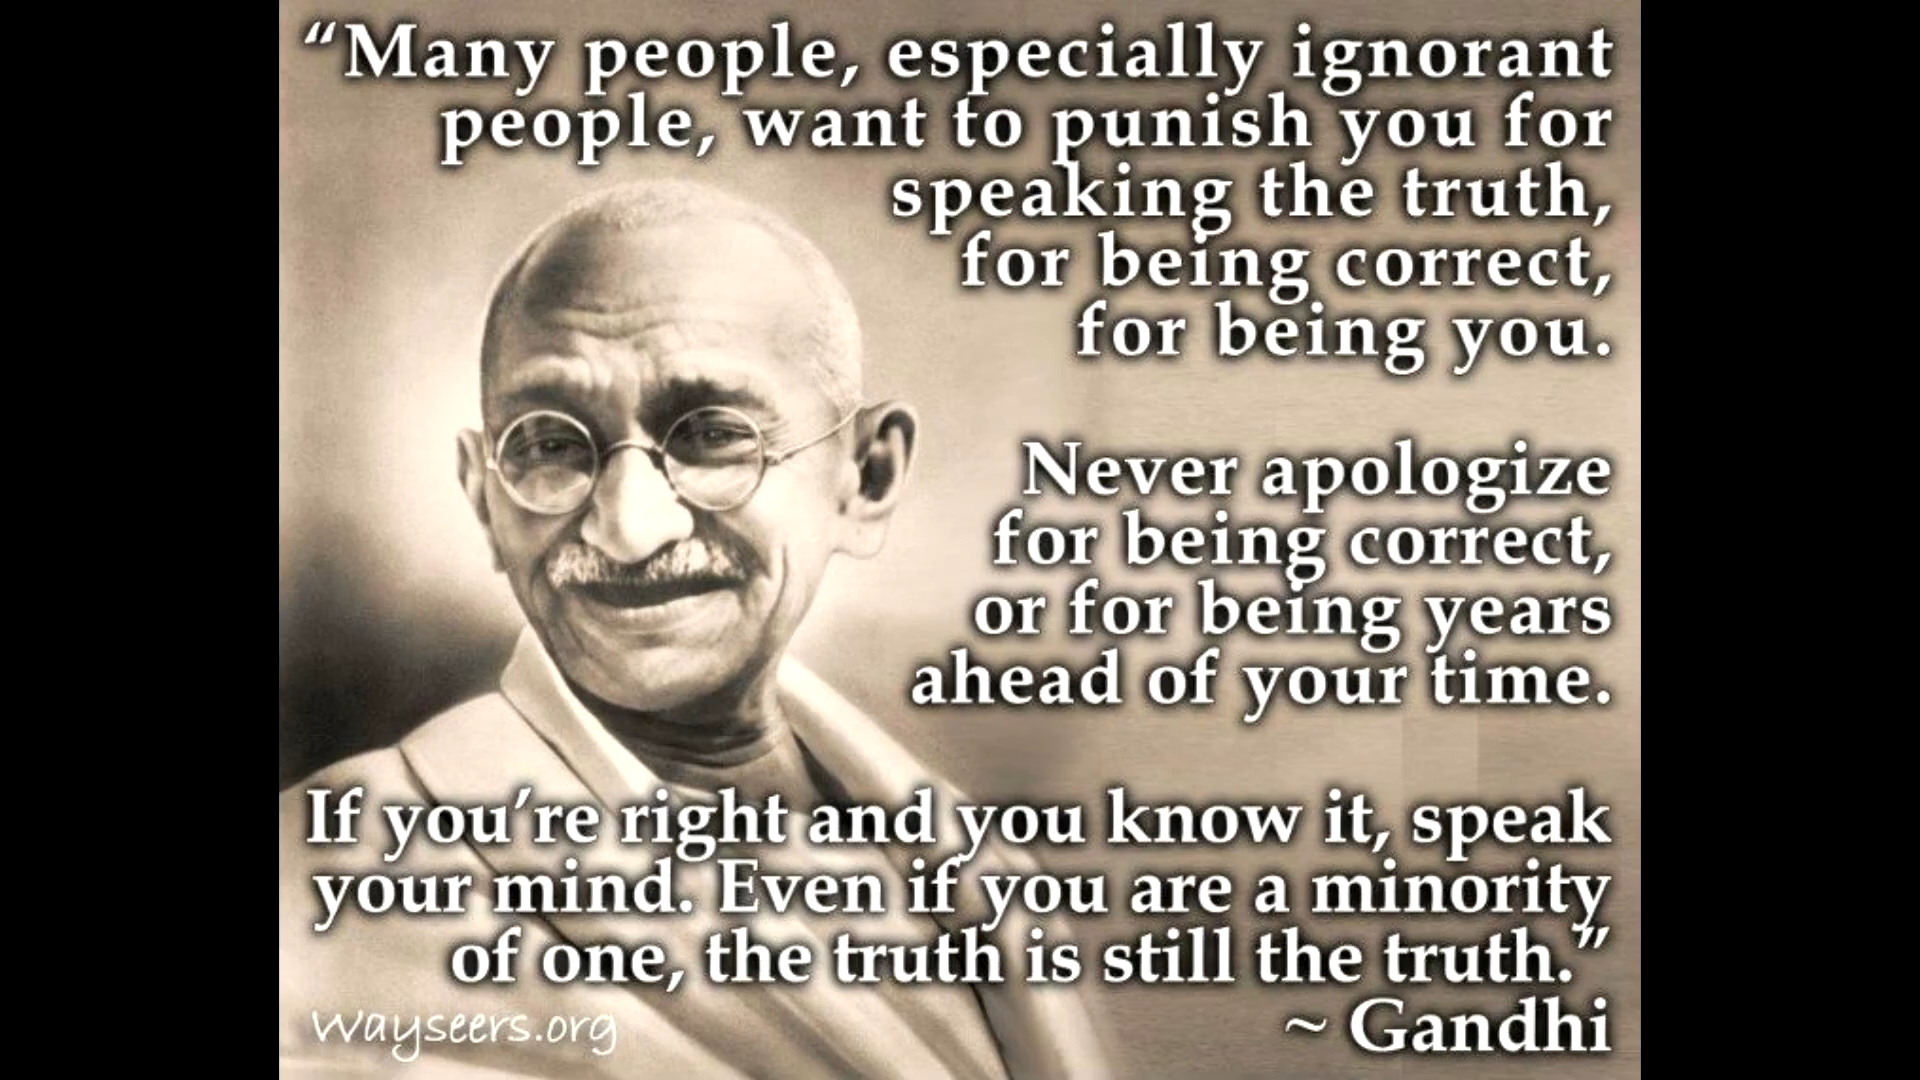 “Many people, especially ignorant
people, want to punish you for
speaking the truth,
for being correct,
for being you.
Never apologize
for being correct,
or for being years
ahead of your time.
If you’re right and you know it, speak
your mind. Even if you are a minority
of one, the truth is still the truth.”
~ Gandhi
Wayseers.org